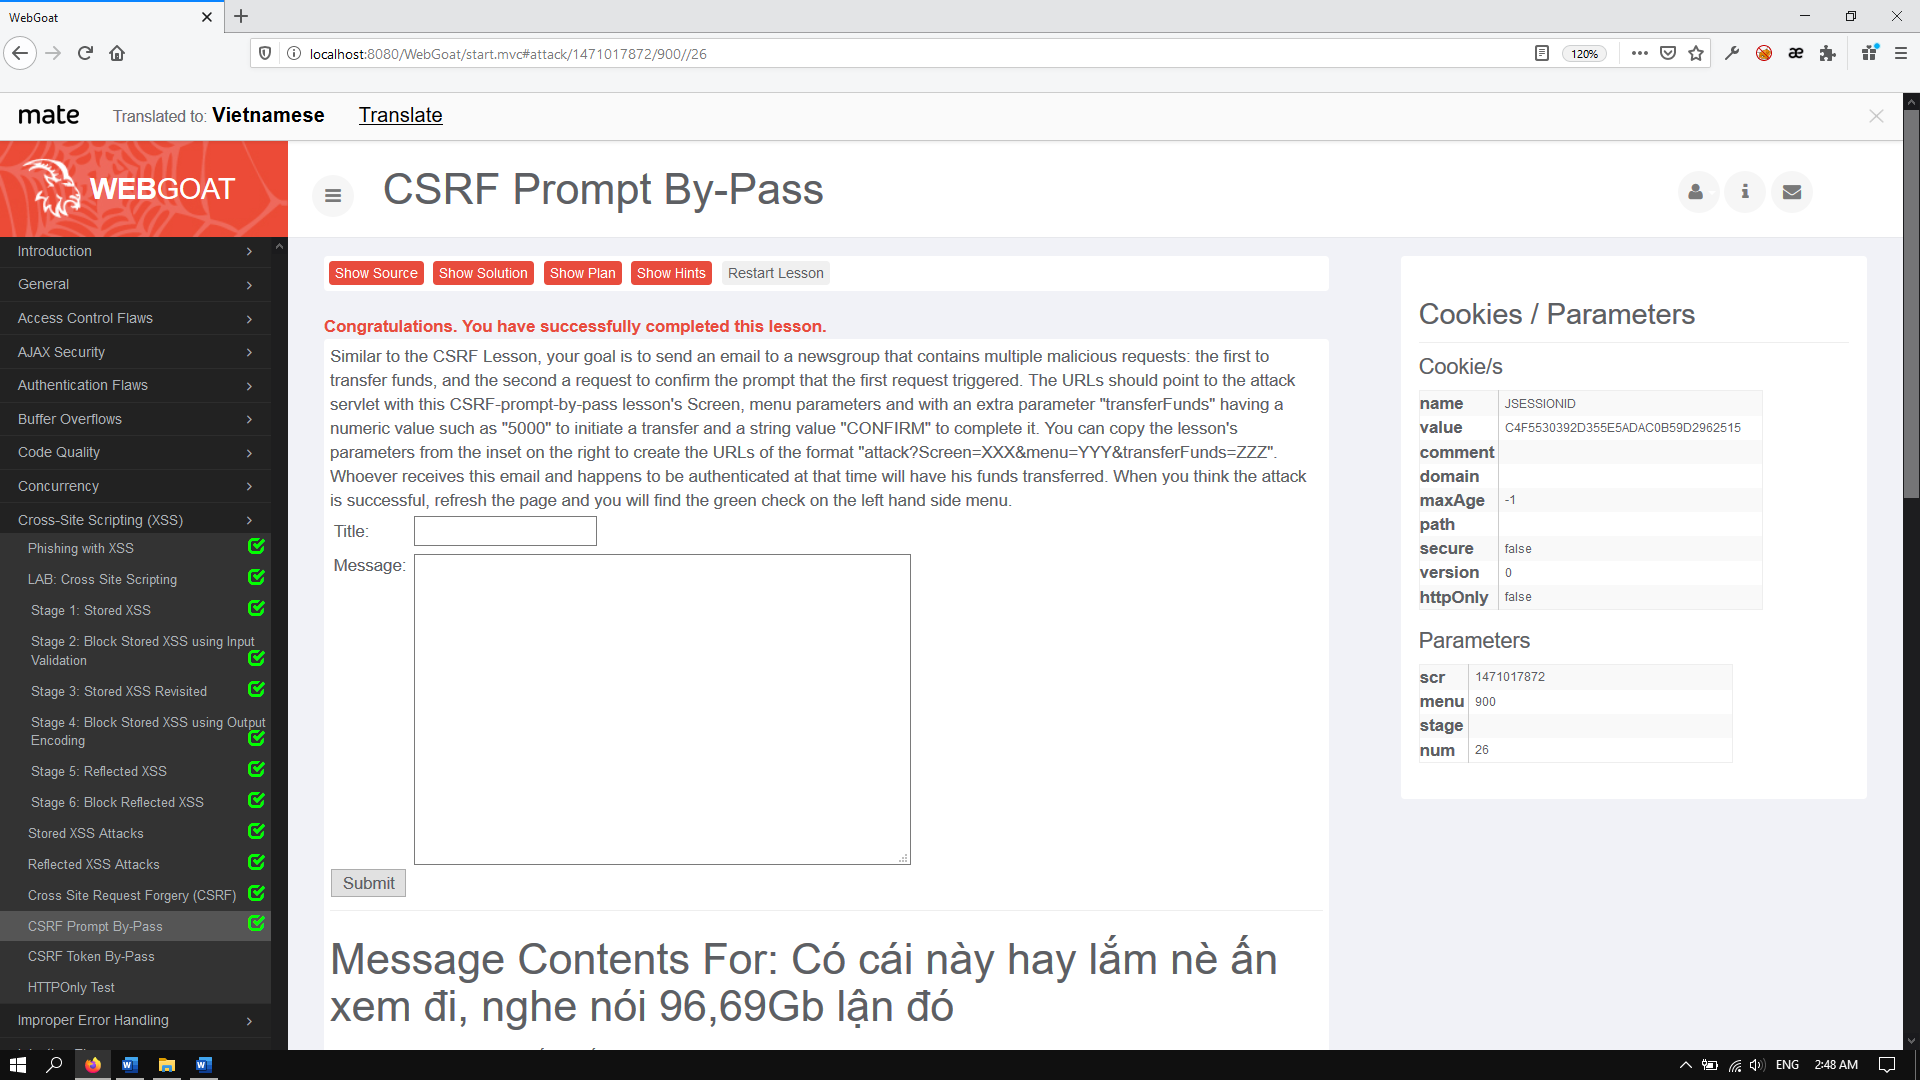 WebGoat
localhost:8080/WebGoat/start.mvc#attack/1471017872/900//26
120%
æ
mate
Translated to: Vietnamese
Translate
WEBGOAT
CSRF Prompt By-Pass
Introduction
General
Access Control Flaws
AJAX Security
Authentication Flaws
Buffer Overflows
Code Quality
Concurrency
Cross-Site Scripting (XSS)
Phishing with XSS
LAB: Cross Site Scripting
Stage 1: Stored XSS
Stage 2: Block Stored XSS using Input
Validation
Stage 3: Stored XSS Revisited
Stage 4: Block Stored XSS using Output
Encoding
Stage 5: Reflected XSS
Stage 6: Block Reflected XSS
Stored XSS Attacks
Reflected XSS Attacks
Cross Site Request Forgery (CSRF)
CSRF Prompt By-Pass
CSRF Token By-Pass
HTTPOnly Test
Improper Error Handling
Show Source
Show Solution
Show Plan
Show Hints
Restart Lesson
Congratulations. You have successfully completed this lesson.
Similar to the CSRF Lesson, your goal is to send an email to a newsgroup that contains multiple malicious requests: the first to
transfer funds, and the second a request to confirm the prompt that the first request triggered. The URLs should point to the attack
servlet with this CSRF-prompt-by-pass lesson's Screen, menu parameters and with an extra parameter "transferFunds" having a
numeric value such as "5000" to initiate a transfer and a string value "CONFIRM" to complete it. You can copy the lesson's
parameters from the inset on the right to create the URLs of the format "attack?Screen=XXX&menu=YYY&transferFunds=ZZZ".
Whoever receives this email and happens to be authenticated at that time will have his funds transferred. When you think the attack
is successful, refresh the page and you will find the green check on the left hand side menu.
Title:
Message:
Submit
Message Contents For: Có cái này hay lắm nè ấn
xem đi, nghe nói 96,69Gb lận đó
Cookies / Parameters
Cookie/s
name JSESSIONID
value C4F5530392D355E5ADAC0B59D2962515
comment
domain
maxAge -1
path
secure false
version 0
httpOnly false
Parameters
scr 1471017872
menu 900
stage
num 26
ENG
2:48 AM